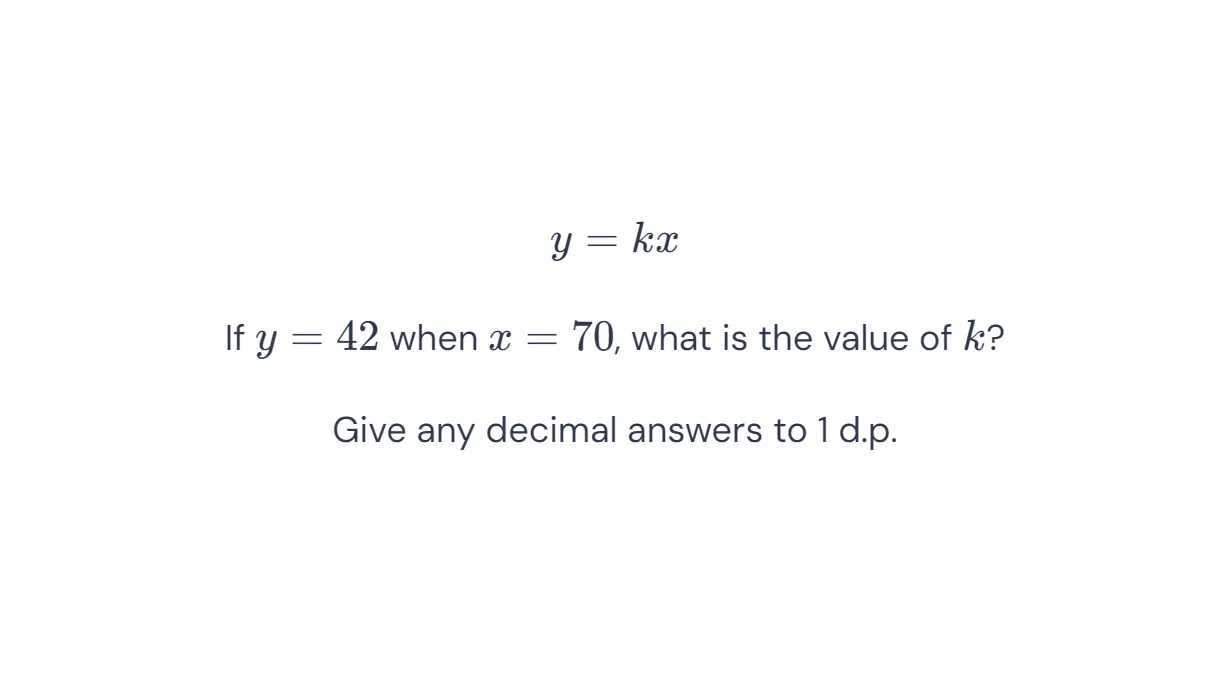 y = kx
If y = 42 when x = 70, what is the value of k?
Give any decimal answers to 1 d.p.